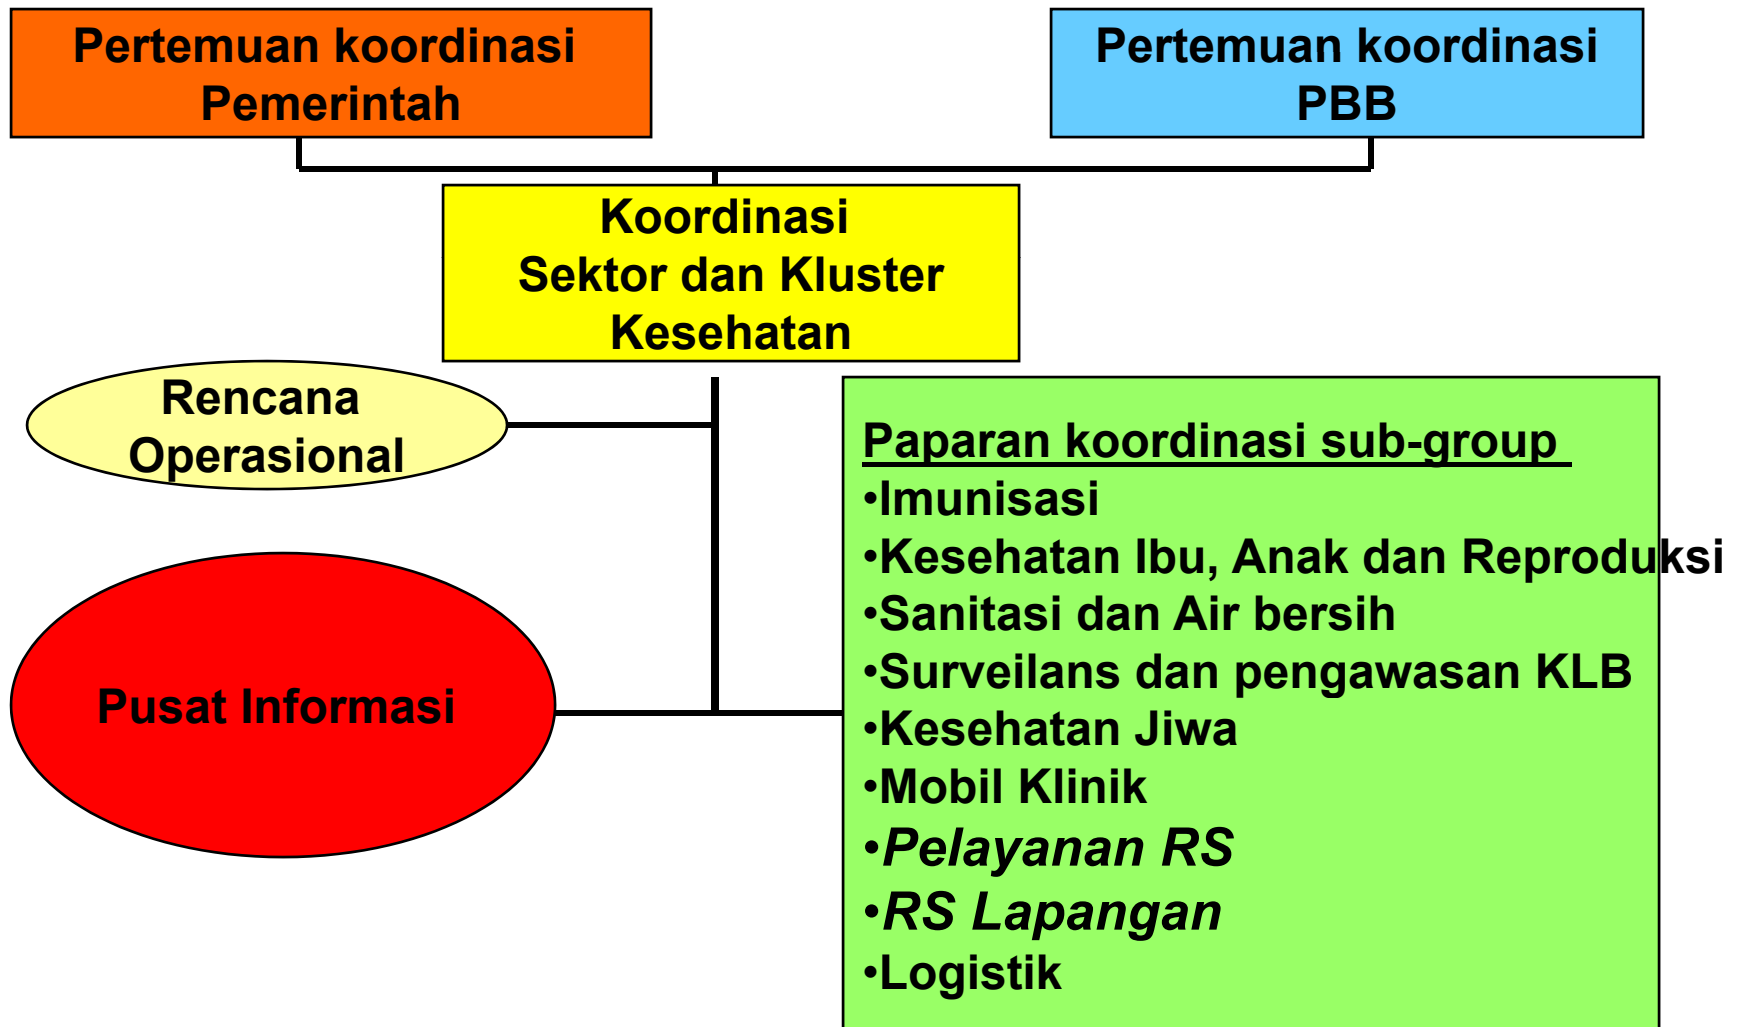 Pertemuan koordinasi
Pemerintah
Pertemuan koordinasi
PBB
Koordinasi
Sektor dan Kluster
Kesehatan
Rencana
Operasional
Pusat Informasi
Paparan koordinasi sub-group
•Imunisasi
•Kesehatan Ibu, Anak dan Reproduksi
•Sanitasi dan Air bersih
•Surveilans dan pengawasan KLB
•Kesehatan Jiwa
•Mobil Klinik
•Pelayanan RS
•RS Lapangan
•Logistik